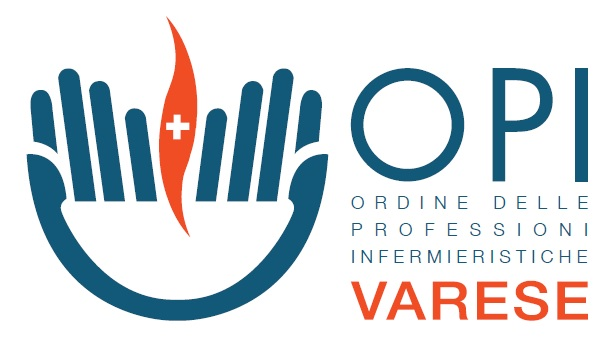 OPI
ORDINE DELLE
PROFESSIONI
INFERMIERISTICHE
VARESE